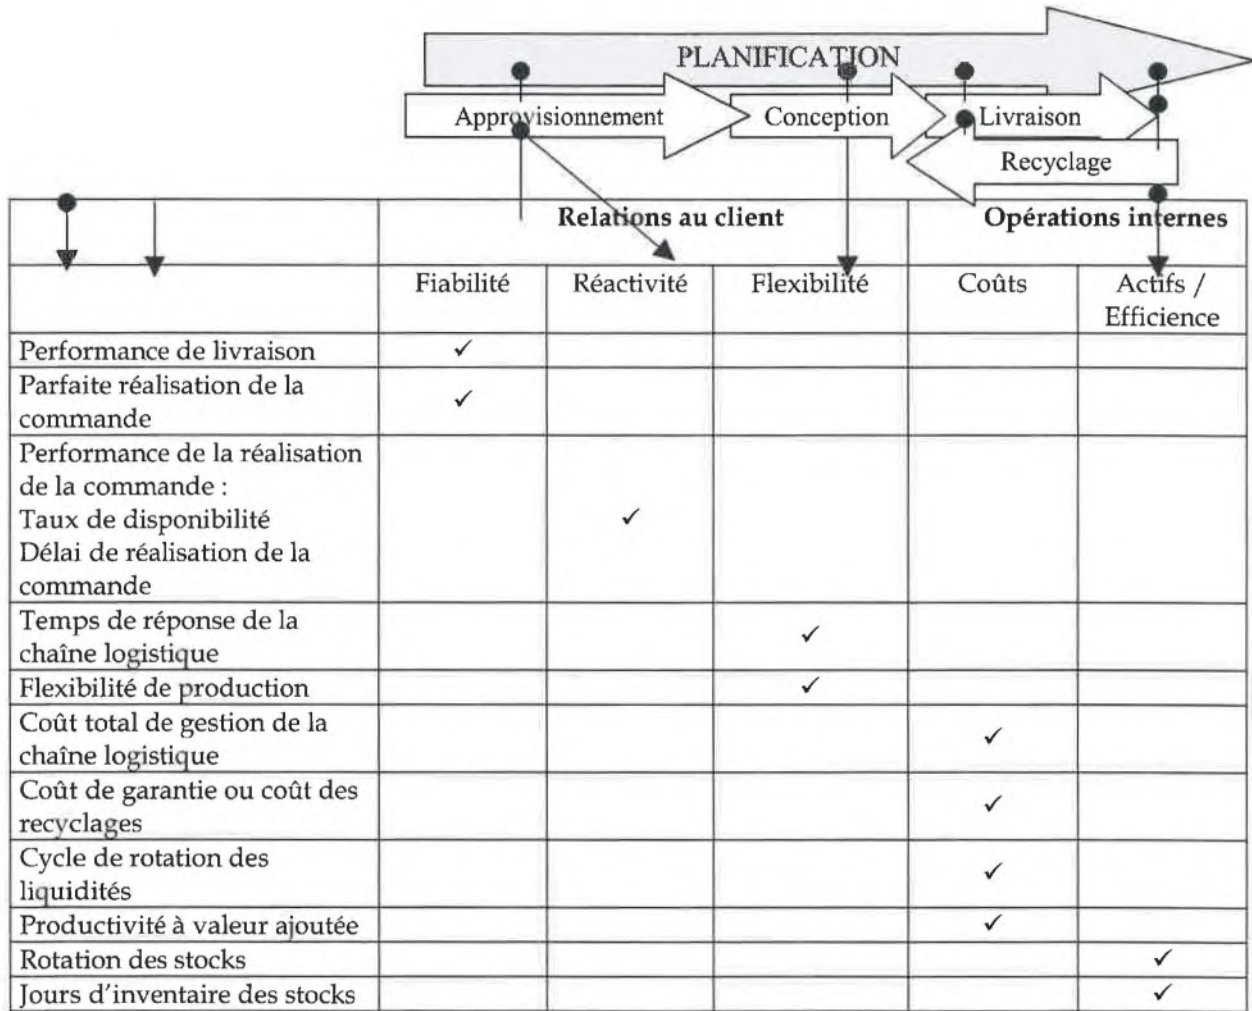 PLANIFICATION
Approvisionnement
Conception
Livraison
Recyclage
Relations au client
Opérations internes
Fiabilité
Réactivité
Flexibilité
Coûts
Actifs /
Efficience
Performance de livraison
✓
Parfaite réalisation de la
commande
✓
Performance de la réalisation
de la commande :
Taux de disponibilité
Délai de réalisation de la
commande
✓
Temps de réponse de la
chaîne logistique
✓
Flexibilité de production
✓
Coût total de gestion de la
chaîne logistique
✓
Coût de garantie ou coût des
recyclages
✓
Cycle de rotation des
liquidités
✓
Productivité à valeur ajoutée
✓
Rotation des stocks
✓
Jours d'inventaire des stocks
✓